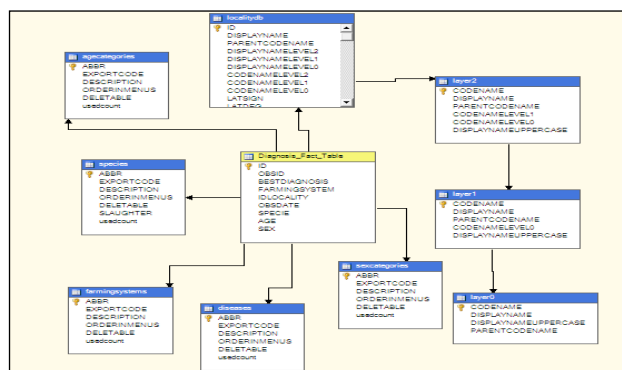 localitydb
ID
DISPLAYNAME
PARENTCODENAME
DISPLAYNAMELEVEL2
DISPLAYNAMELEVEL1
DISPLAYNAMELEVEL0
CODENAMELEVEL2
CODENAMELEVEL1
CODENAMELEVEL0
LATSIGN
LATDEG
agecategories
ABBR
EXPORTCODE
DESCRIPTION
ORDERINMENUS
DELETABLE
usedcount
layer2
CODENAME
DISPLAYNAME
PARENTCODENAME
CODENAMELEVEL1
CODENAMELEVEL0
DISPLAYNAMEUPPERCASE
Diagnosis_Fact_Table
ID
OBSID
BESTDIAGNOSIS
FARMINGSYSTEM
IDLOCALITY
OBSDATE
SPECIE
AGE
SEX
species
ABBR
EXPORTCODE
DESCRIPTION
ORDERINMENUS
DELETABLE
SLAUGHTER
usedcount
layer1
CODENAME
DISPLAYNAME
PARENTCODENAME
CODENAMELEVEL0
DISPLAYNAMEUPPERCASE
sexcategories
ABBR
EXPORTCODE
DESCRIPTION
ORDERINMENUS
DELETABLE
usedcount
farmingsystems
ABBR
EXPORTCODE
DESCRIPTION
ORDERINMENUS
DELETABLE
usedcount
diseases
ABBR
EXPORTCODE
DESCRIPTION
ORDERINMENUS
DELETABLE
usedcount
layer0
CODENAME
DISPLAYNAME
DISPLAYNAMEUPPERCASE
PARENTCODENAME